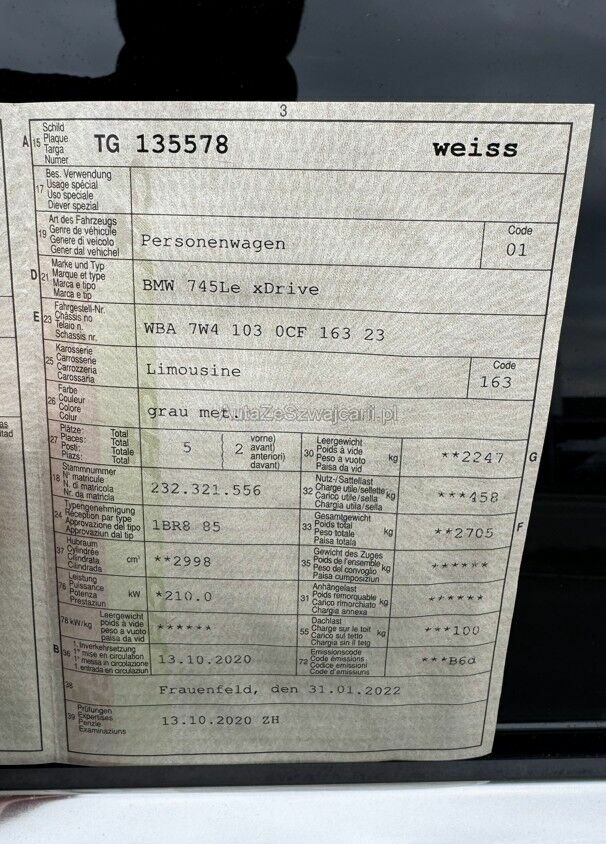 3
A 15 Schild
Plaque
Targa
Numer
TG 135578 weiss
17 Bes. Verwendung
Usage spécial
Uso speciale
Diever spezial
19 Art des Fahrzeugs
Genre de véhicule
Genere di veicolo
Gener dal vehichel
Personenwagen
Code
01
D 21 Marke und Typ
Marque et type
Marca e tipo
Marca e tip
BMW 745Le xDrive
E 23 Fahrgestell-Nr.
Châssis no
Telaio n.
Schassis nr.
WBA 7W4 103 0CF 163 23
25 Karosserie
Carrosserie
Carrozzeria
Carossaria
Limousine
Code
163
26 Farbe
Couleur
Colore
Colur
grau met.
AutaZeSzwajcarii.pl
27 Plätze: Total
Places: Total
Posti: Totale
Plazs: Total
5
2
vorne)
avant)
anteriori)
davant)
30 Leergewicht
Poids à vide
Peso a vuoto
Paisa da vid
kg
**2247
G
18 Stammnummer
N° matricule
N. di matricola
Nr. da matricla
232.321.556
32 Nutz-/Sattellast
Charge utile/sellette
Carico utile/sella
Chargia utila/sella
kg
***458
24 Typengenehmigung
Réception par type
Approvazione del tipo
Approvaziun dal tip
1BR8 85
33 Gesamtgewicht
Poids total
Peso totale
Paisa totala
kg
**2705
F
37 Hubraum
Cylindrée
Cilindrata
Cilindrada
cm³
**2998
35 Gewicht des Zuges
Poids de l'ensemble
Peso del convoglio
Paisa cumposiziun
kg
******
76 Leistung
Puissance
Potenza
Prestaziun
kW
*210.0
31 Anhängelast
Poids remorquable
Carico rimorchiato
Chargia annexa
kg
******
78 kW/kg
Leergewicht
poids à vide
peso a vuoto
paisa da vid
******
55 Dachlast
Charge sur le toit
Carico sul tetto
Chargia sin il tetg
kg
***100
B 36 1.Inverkehrsetzung
1re mise en circulation
1a messa in circolazione
1. entrada en circulaziun
13.10.2020
72 Emissionscode
Code émissions
Codice emissioni
Code d'emissiuns
***B6d
38
Frauenfeld, den 31.01.2022
39 Prüfungen
Expertises
Perizie
Examinaziuns
13.10.2020 ZH
as
itad